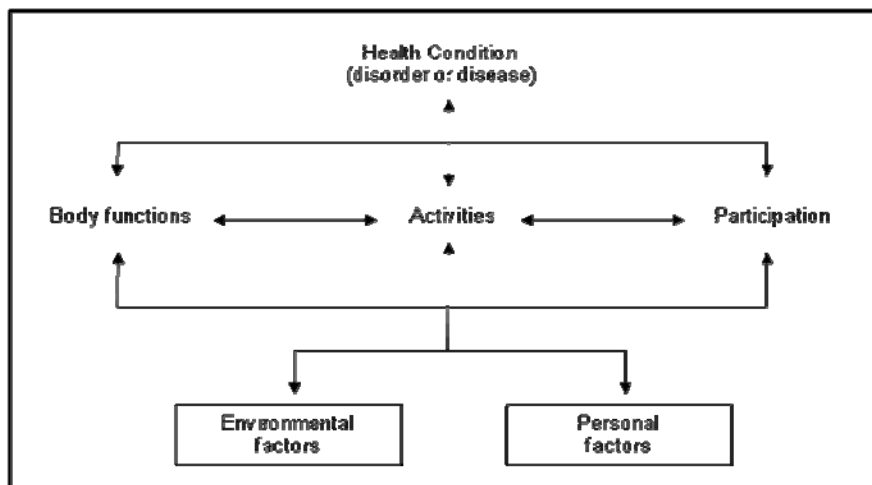 Health Condition
(disorder or disease)
Body functions
Activities
Participation
Environmental
factors
Personal
factors